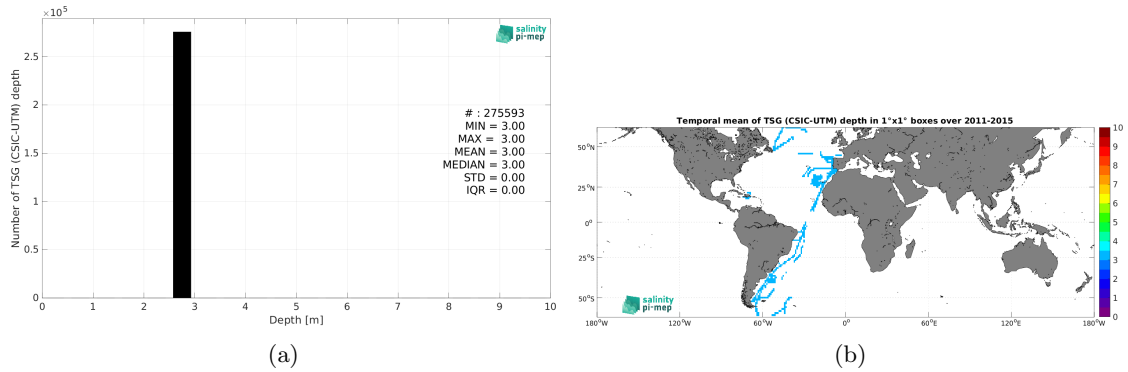 ×10⁵
2.5
2
1.5
1
0.5
0
Number of TSG (CSIC-UTM) depth
0 1 2 3 4 5 6 7 8 9 10
Depth [m]
salinity
pi-mep
# : 275593
MIN = 3.00
MAX = 3.00
MEAN = 3.00
MEDIAN = 3.00
STD = 0.00
IQR = 0.00
(a)
Temporal mean of TSG (CSIC-UTM) depth in 1°x1° boxes over 2011-2015
50°N
25°N
0°
25°S
50°S
180°W 120°W 60°W 0° 60°E 120°E 180°W
salinity
pi-mep
10
9
8
7
6
5
4
3
2
1
0
(b)